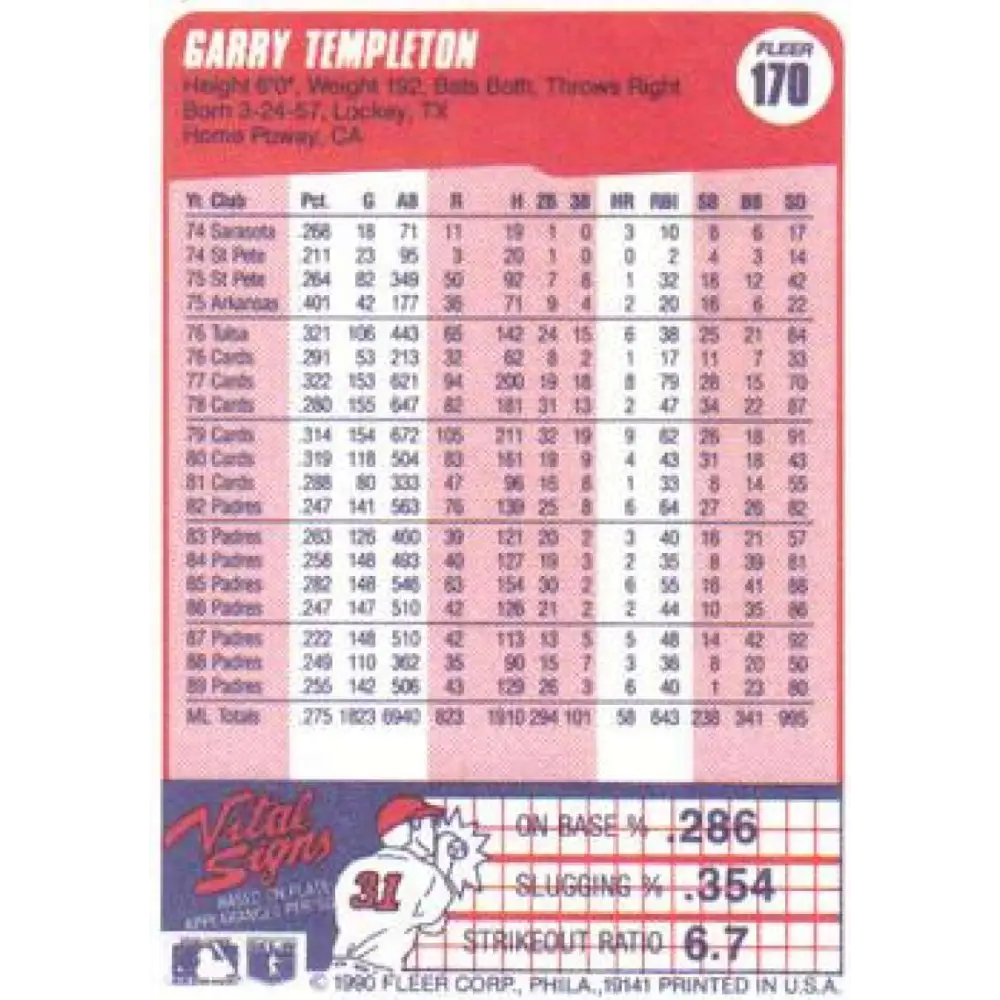 GARRY TEMPLETON
FLEER
170
Height 6'0", Weight 192, Bats Both, Throws Right
Born 3-24-57, Lockey, TX
Home Poway, CA
Yr. Club Pct. G AB R H 2B 3B HR RBI SB BB SO
74 Sarasota .268 18 71 11 19 1 0 3 10 8 6 17
74 St Pete .211 23 95 3 20 1 0 0 2 4 3 14
75 St Pete .264 82 349 50 92 7 6 1 32 18 12 42
75 Arkansas .401 42 177 36 71 9 4 2 20 16 6 22
76 Tulsa .321 106 443 65 142 24 15 6 38 25 21 84
76 Cards .291 53 213 32 62 8 2 1 17 11 7 33
77 Cards .322 153 621 94 200 19 18 8 79 28 15 70
78 Cards .280 155 647 82 181 31 13 2 47 34 22 87
79 Cards .314 154 672 105 211 32 19 9 62 26 18 91
80 Cards .319 118 504 83 161 19 9 4 43 31 18 43
81 Cards .288 80 333 47 96 16 8 1 33 8 14 55
82 Padres .247 141 563 76 139 25 8 6 64 27 26 82
83 Padres .263 126 460 39 121 20 2 3 40 16 21 57
84 Padres .258 148 493 40 127 19 3 2 35 8 39 81
85 Padres .282 148 546 63 154 30 2 6 55 16 41 88
86 Padres .247 147 510 42 126 21 2 2 44 10 35 86
87 Padres .222 148 510 42 113 13 5 5 48 14 42 92
88 Padres .249 110 362 35 90 15 7 3 36 8 20 50
89 Padres .255 142 506 43 129 26 3 6 40 1 23 80
ML Totals .275 1823 6940 823 1910 294 101 58 643 238 341 995
Vital
Signs
BASED ON PLATE
APPEARANCES PER
31
ON BASE % .286
SLUGGING % .354
STRIKEOUT RATIO 6.7
© 1990 FLEER CORP., PHILA., 19141 PRINTED IN U.S.A.